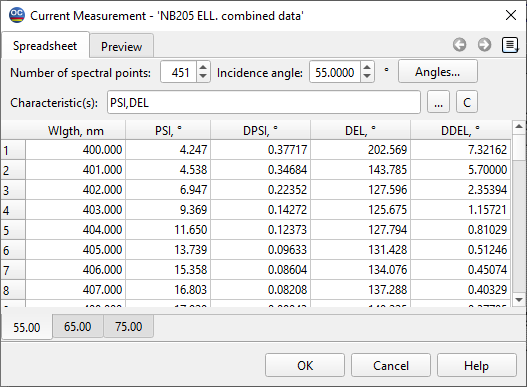 OC Current Measurement - 'NB205 ELL. combined data'
Spreadsheet Preview
Number of spectral points: 451 Incidence angle: 55.0000 ° Angles...
Characteristic(s): PSI,DEL ... C
Wlgth, nm PSI, ° DPSI, ° DEL, ° DDEL, °
1 400.000 4.247 0.37717 202.569 7.32162
2 401.000 4.538 0.34684 143.785 5.70000
3 402.000 6.947 0.22352 127.596 2.35394
4 403.000 9.369 0.14272 125.675 1.15721
5 404.000 11.650 0.12373 127.794 0.81029
6 405.000 13.739 0.09633 131.428 0.51246
7 406.000 15.358 0.08604 134.076 0.45074
8 407.000 16.803 0.08208 137.288 0.40329
55.00 65.00 75.00
OK Cancel Help